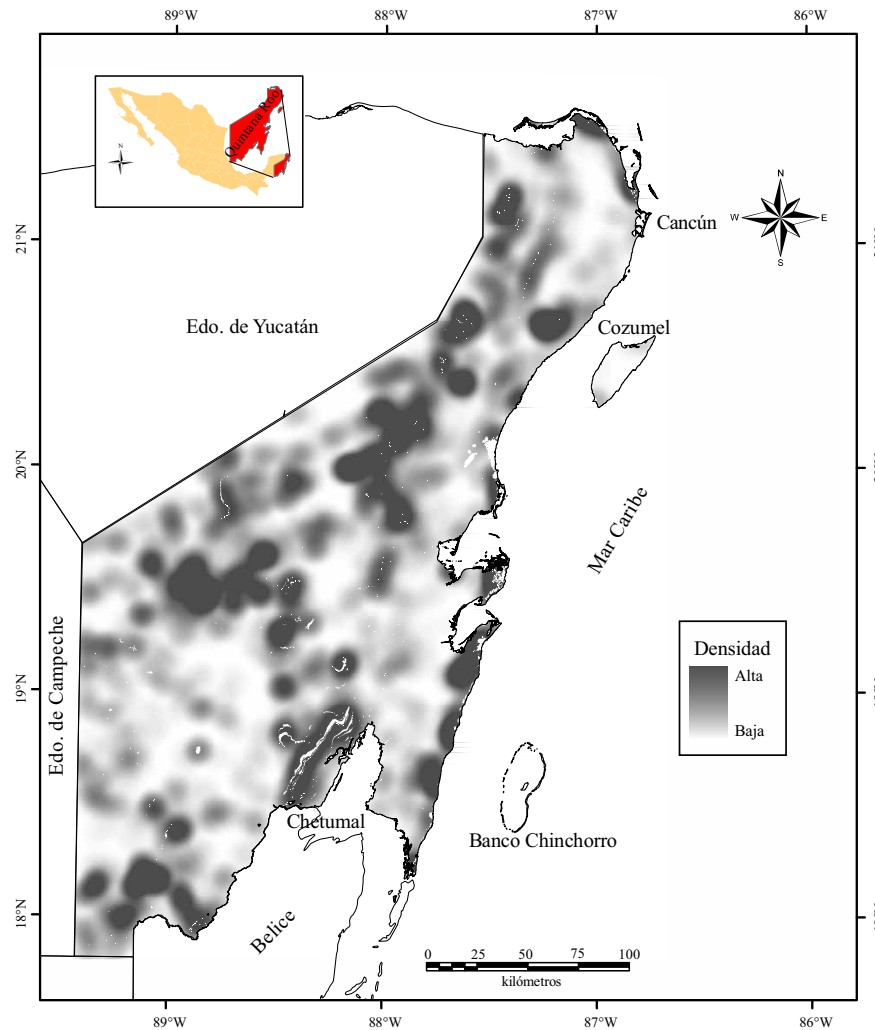 89°W
88°W
87°W
86°W
Quintana Roo
N
N
W
E
S
Cancún
21°N
Edo. de Yucatán
Cozumel
20°N
Mar Caribe
Edo. de Campeche
Densidad
Alta
Baja
19°N
Chetumal
Banco Chinchorro
18°N
Belice
0 25 50 75 100
kilómetros
89°W
88°W
87°W
86°W